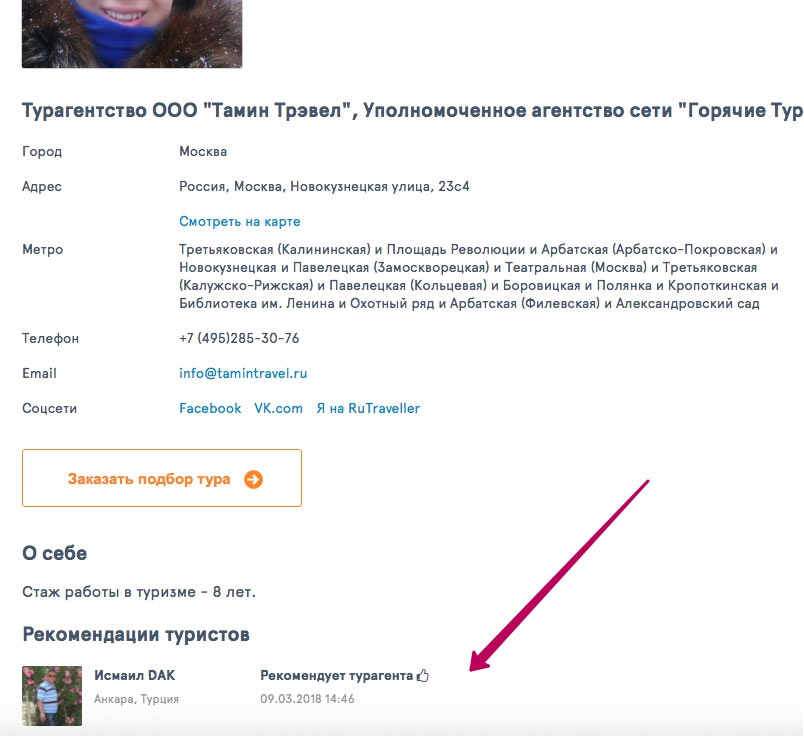 Турагентство ООО "Тамин Трэвел", Уполномоченное агентство сети "Горячие Тур
Город Москва
Адрес Россия, Москва, Новокузнецкая улица, 23с4
Смотреть на карте
Метро Третьяковская (Калининская) и Площадь Революции и Арбатская (Арбатско-Покровская) и
Новокузнецкая и Павелецкая (Замоскворецкая) и Театральная (Москва) и Третьяковская
(Калужско-Рижская) и Павелецкая (Кольцевая) и Боровицкая и Полянка и Кропоткинская и
Библиотека им. Ленина и Охотный ряд и Арбатская (Филевская) и Александровский сад
Телефон +7 (495)285-30-76
Email info@tamintravel.ru
Соцсети Facebook VK.com Я на RuTraveller
Заказать подбор тура
О себе
Стаж работы в туризме - 8 лет.
Рекомендации туристов
Исмаил DAK Рекомендует турагента
Анкара, Турция 09.03.2018 14:46